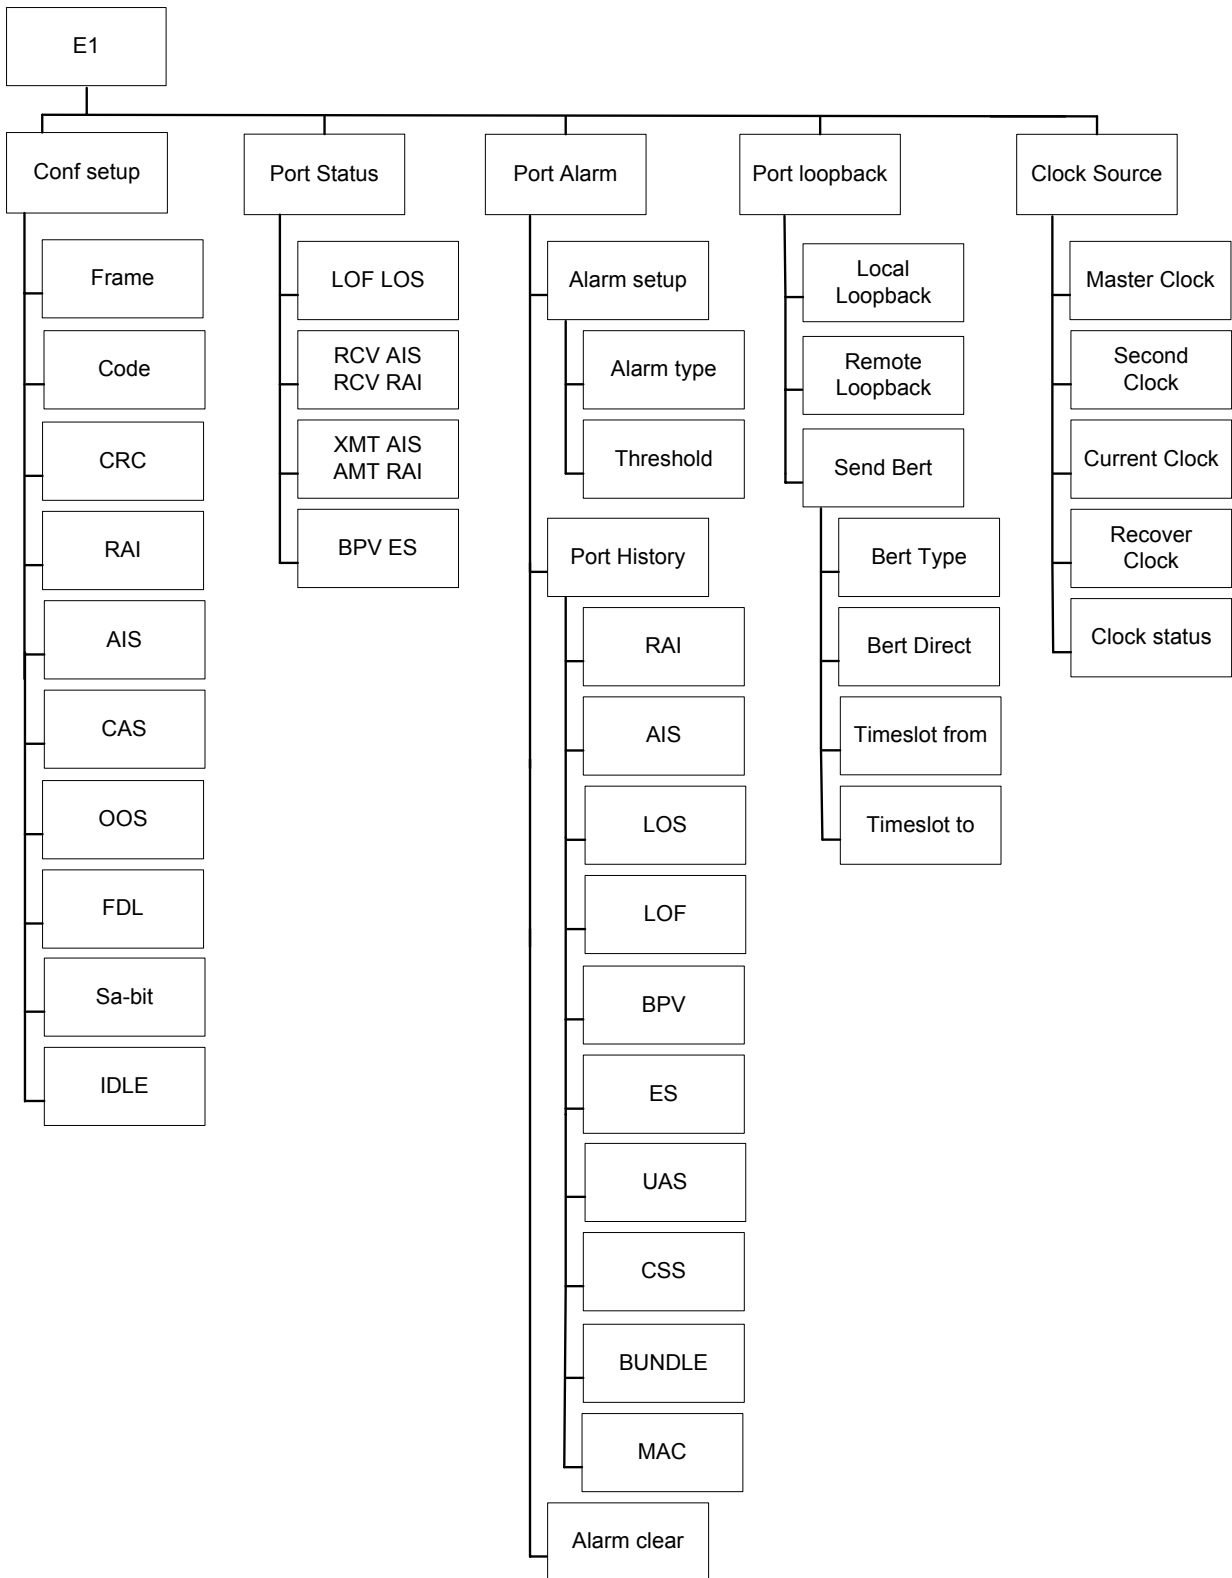 E1
Conf setup
Frame
Code
CRC
RAI
AIS
CAS
OOS
FDL
Sa-bit
IDLE
Port Status
LOF LOS
RCV AIS
RCV RAI
XMT AIS
AMT RAI
BPV ES
Port Alarm
Alarm setup
Alarm type
Threshold
Port History
RAI
AIS
LOS
LOF
BPV
ES
UAS
CSS
BUNDLE
MAC
Alarm clear
Port loopback
Local
Loopback
Remote
Loopback
Send Bert
Bert Type
Bert Direct
Timeslot from
Timeslot to
Clock Source
Master Clock
Second
Clock
Current Clock
Recover
Clock
Clock status